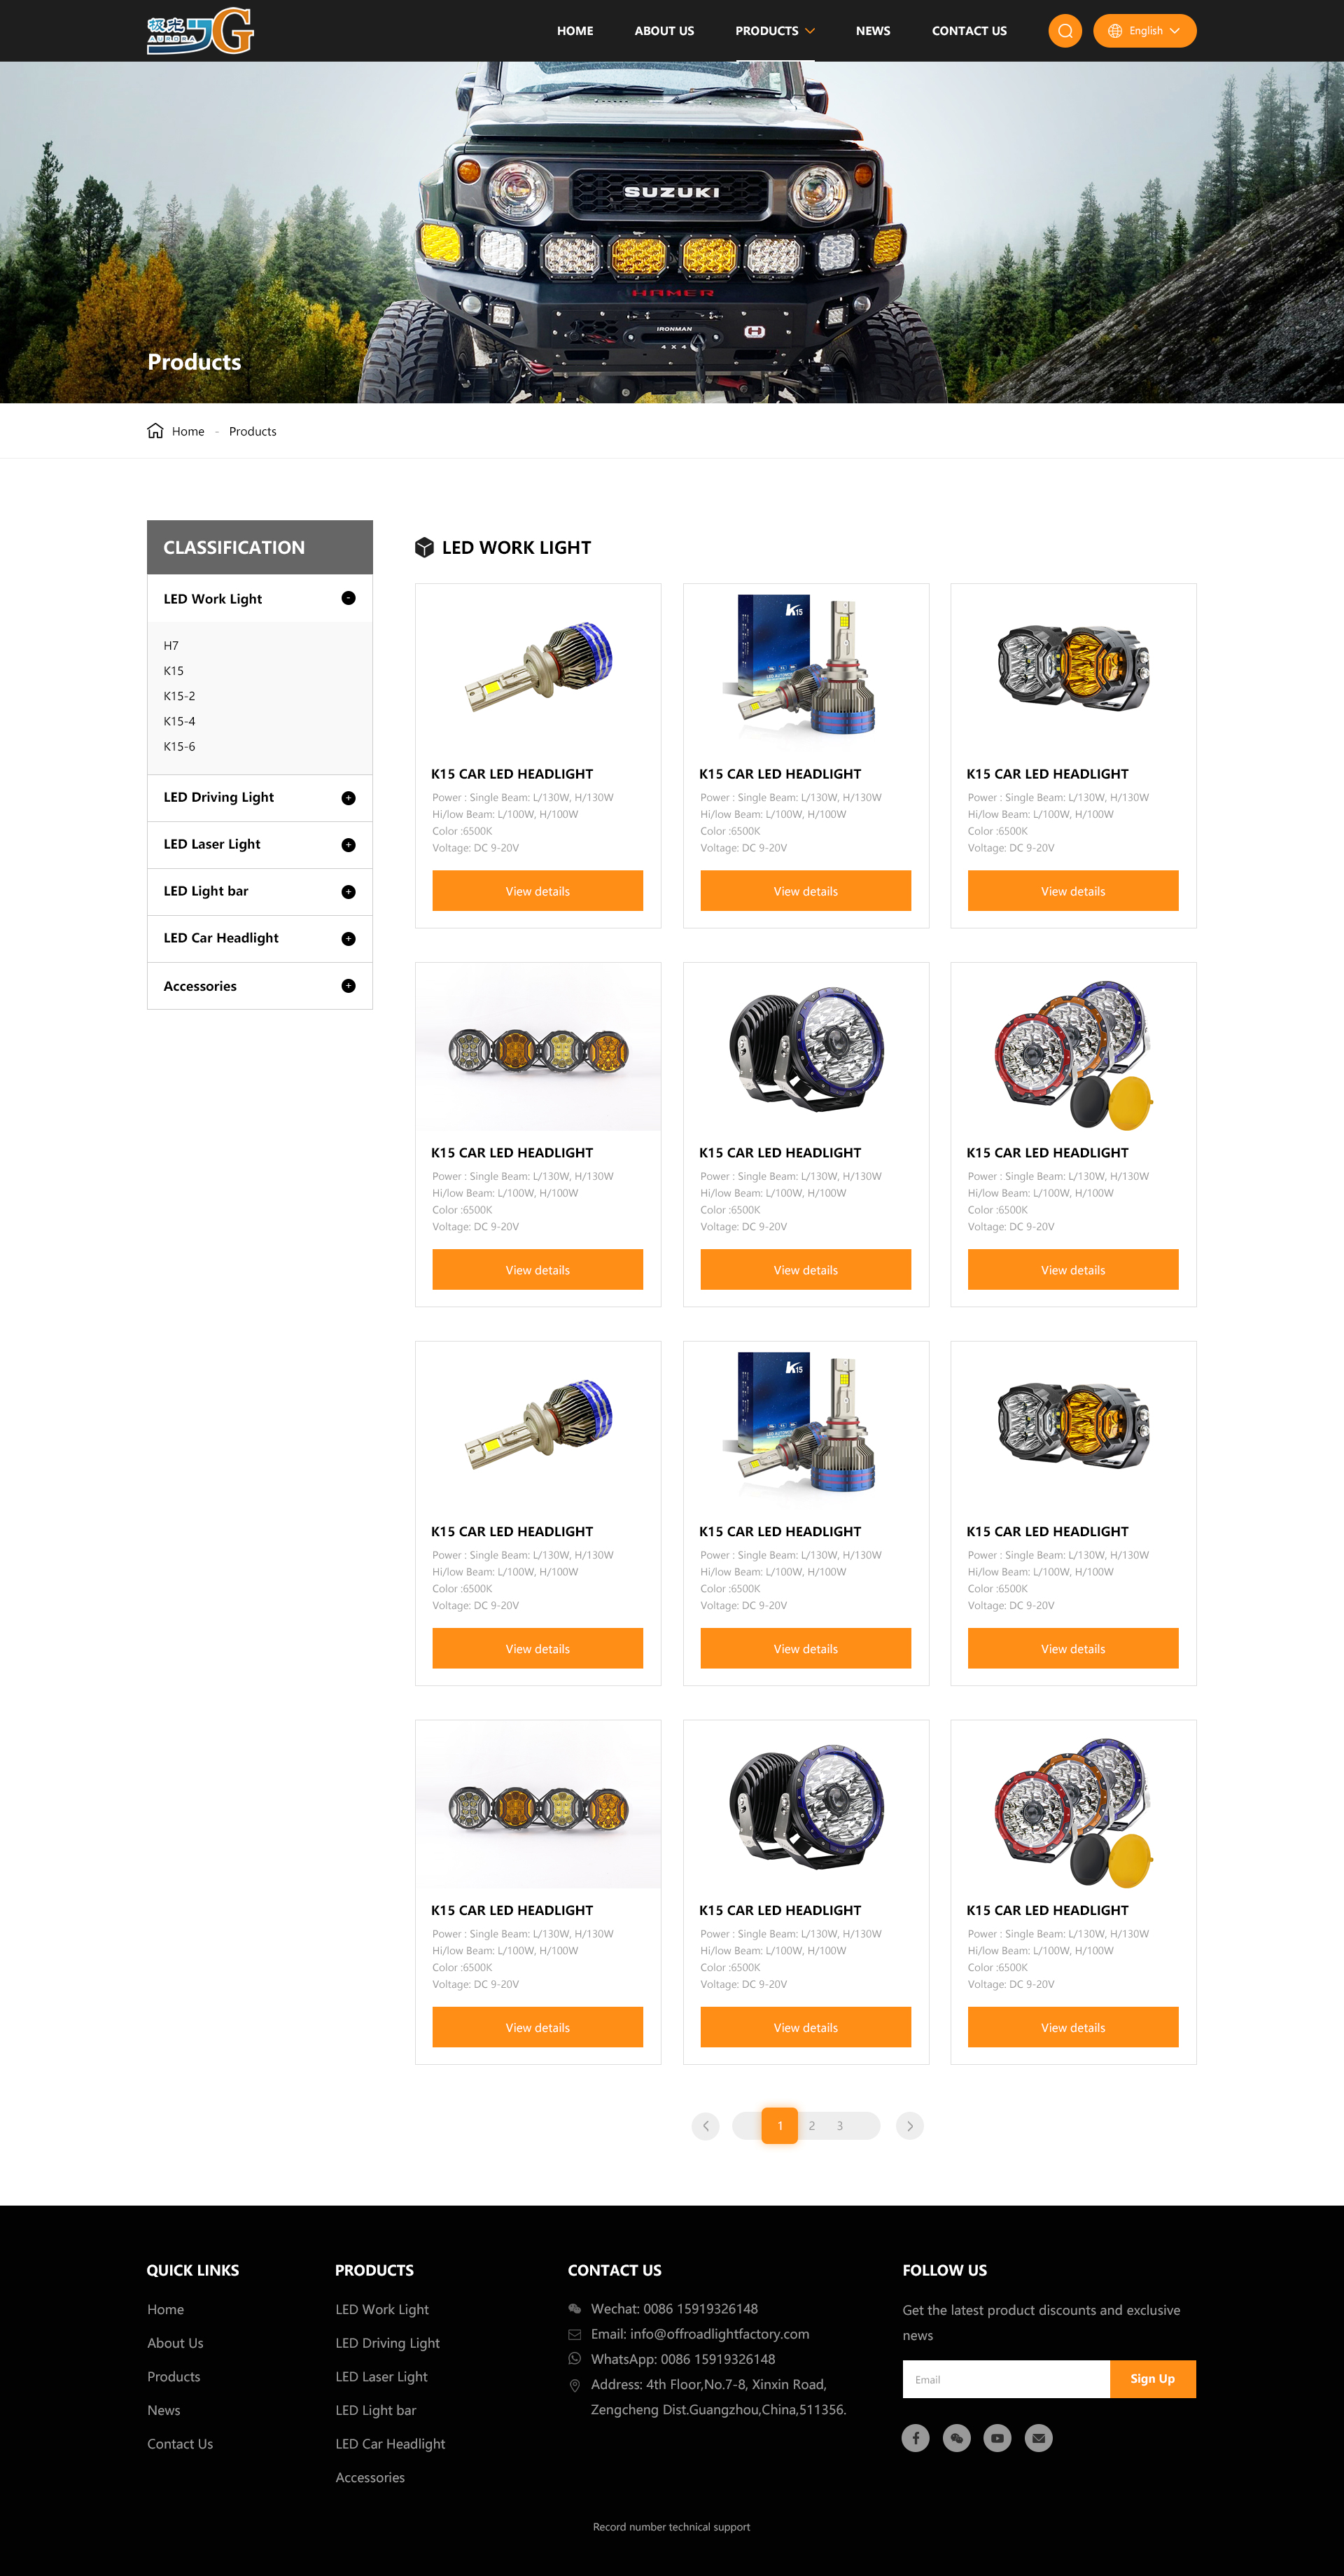 极光
AURORA
JG
HOME
ABOUT US
PRODUCTS
NEWS
CONTACT US
English
SUZUKI
HAMER
IRONMAN
4X4
Products
Home - Products
CLASSIFICATION
LED Work Light
-
H7
K15
K15-2
K15-4
K15-6
LED Driving Light
+
LED Laser Light
+
LED Light bar
+
LED Car Headlight
+
Accessories
+
LED WORK LIGHT
K15 CAR LED HEADLIGHT
Power : Single Beam: L/130W, H/130W
Hi/low Beam: L/100W, H/100W
Color :6500K
Voltage: DC 9-20V
View details
K15
K15 CAR LED HEADLIGHT
Power : Single Beam: L/130W, H/130W
Hi/low Beam: L/100W, H/100W
Color :6500K
Voltage: DC 9-20V
View details
K15 CAR LED HEADLIGHT
Power : Single Beam: L/130W, H/130W
Hi/low Beam: L/100W, H/100W
Color :6500K
Voltage: DC 9-20V
View details
K15 CAR LED HEADLIGHT
Power : Single Beam: L/130W, H/130W
Hi/low Beam: L/100W, H/100W
Color :6500K
Voltage: DC 9-20V
View details
K15 CAR LED HEADLIGHT
Power : Single Beam: L/130W, H/130W
Hi/low Beam: L/100W, H/100W
Color :6500K
Voltage: DC 9-20V
View details
K15 CAR LED HEADLIGHT
Power : Single Beam: L/130W, H/130W
Hi/low Beam: L/100W, H/100W
Color :6500K
Voltage: DC 9-20V
View details
K15 CAR LED HEADLIGHT
Power : Single Beam: L/130W, H/130W
Hi/low Beam: L/100W, H/100W
Color :6500K
Voltage: DC 9-20V
View details
K15
K15 CAR LED HEADLIGHT
Power : Single Beam: L/130W, H/130W
Hi/low Beam: L/100W, H/100W
Color :6500K
Voltage: DC 9-20V
View details
K15 CAR LED HEADLIGHT
Power : Single Beam: L/130W, H/130W
Hi/low Beam: L/100W, H/100W
Color :6500K
Voltage: DC 9-20V
View details
K15 CAR LED HEADLIGHT
Power : Single Beam: L/130W, H/130W
Hi/low Beam: L/100W, H/100W
Color :6500K
Voltage: DC 9-20V
View details
K15 CAR LED HEADLIGHT
Power : Single Beam: L/130W, H/130W
Hi/low Beam: L/100W, H/100W
Color :6500K
Voltage: DC 9-20V
View details
K15 CAR LED HEADLIGHT
Power : Single Beam: L/130W, H/130W
Hi/low Beam: L/100W, H/100W
Color :6500K
Voltage: DC 9-20V
View details
1 2 3
QUICK LINKS
Home
About Us
Products
News
Contact Us
PRODUCTS
LED Work Light
LED Driving Light
LED Laser Light
LED Light bar
LED Car Headlight
Accessories
CONTACT US
Wechat: 0086 15919326148
Email: info@offroadlightfactory.com
WhatsApp: 0086 15919326148
Address: 4th Floor,No.7-8, Xinxin Road,
Zengcheng Dist.Guangzhou,China,511356.
FOLLOW US
Get the latest product discounts and exclusive
news
Email
Sign Up
Record number technical support